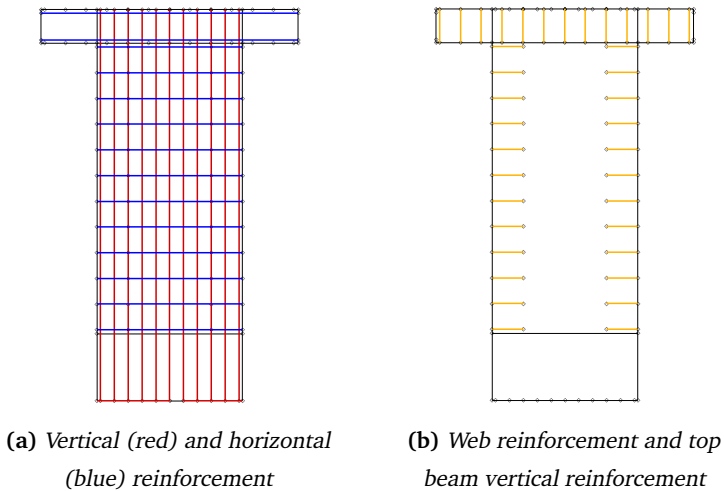 (a) Vertical (red) and horizontal
(blue) reinforcement
(b) Web reinforcement and top
beam vertical reinforcement